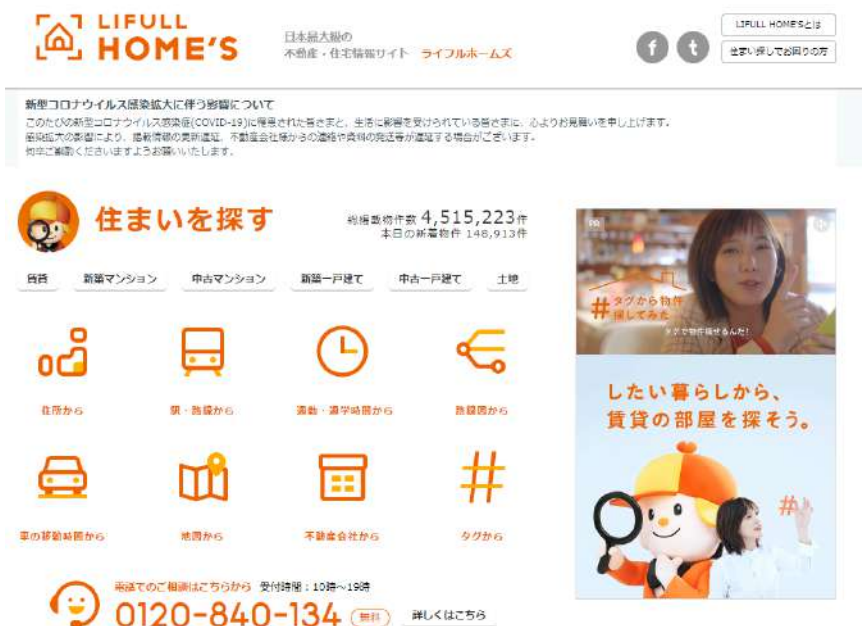 LIFULL
HOME'S
日本最大級の
不動産・住宅情報サイト ライフルホームズ
f t
LIFULL HOME'Sとは
住まい探しでお困りの方
新型コロナウイルス感染拡大に伴う影響について
このたびの新型コロナウイルス感染症(COVID-19)に罹患された皆さまと、生活に影響を受けられている皆さまに、心よりお見舞いを申し上げます。
感染拡大の影響により、掲載情報の更新遅延、不動産会社様からの連絡や資料の発送等が遅延する場合がございます。
何卒ご勘案くださいますようお願いいたします。
住まいを探す
総掲載物件数 4,515,223件
本日の新着物件 148,913件
賃貸 新築マンション 中古マンション 新築一戸建て 中古一戸建て 土地
住所から 駅・路線から 通勤・通学時間から 路線図から
車の移動時間から 地図から 不動産会社から タグから
電話でのご相談はこちらから 受付時間:10時～19時
0120-840-134 無料 詳しくはこちら
PR
#タグから物件
探してみた
タグで物件探せるんだ!
したい暮らしから、
賃貸の部屋を探そう。
#